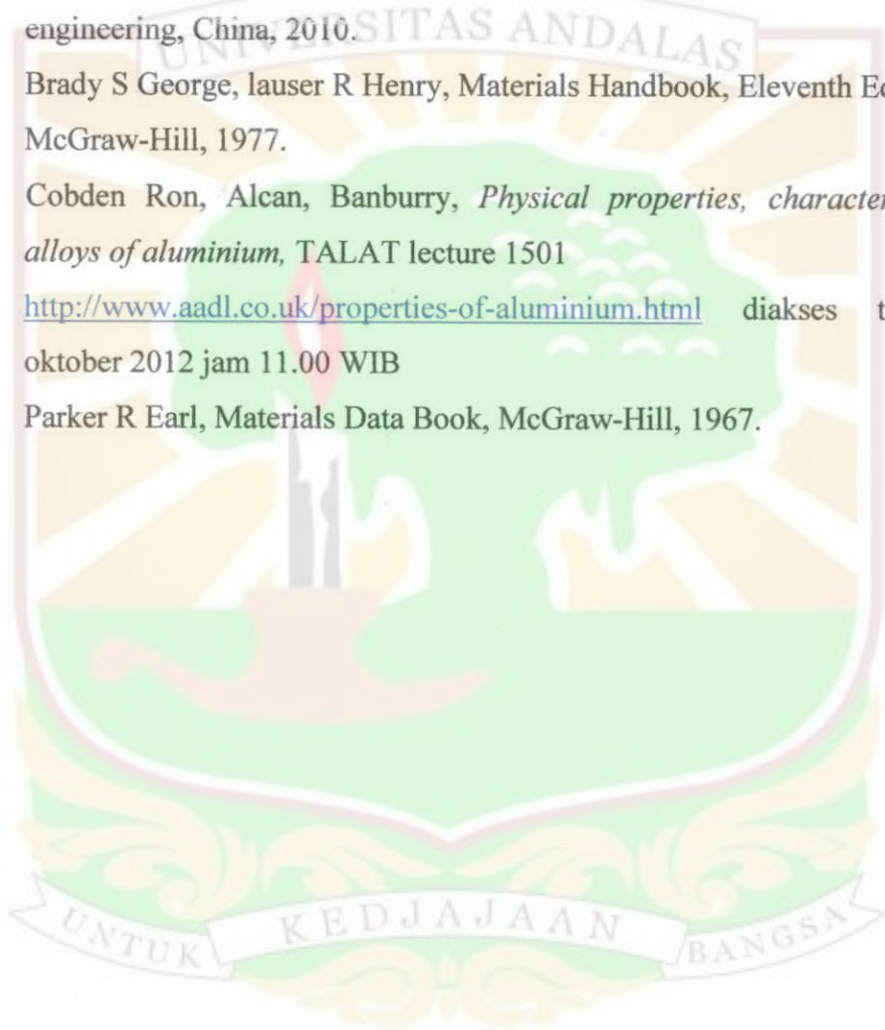 engineering, China, 2010.
UNIVERSITAS ANDALAS
Brady S George, lauser R Henry, Materials Handbook, Eleventh
McGraw-Hill, 1977.
Cobden Ron, Alcan, Banburry, Physical properties,
alloys of aluminium, TALAT lecture 1501
http://www.aadl.co.uk/properties-of-aluminium.html diakses
oktober 2012 jam 11.00 WIB
Parker R Earl, Materials Data Book, McGraw-Hill, 1967.
UNTUK KEDJAJAAN BANGSA